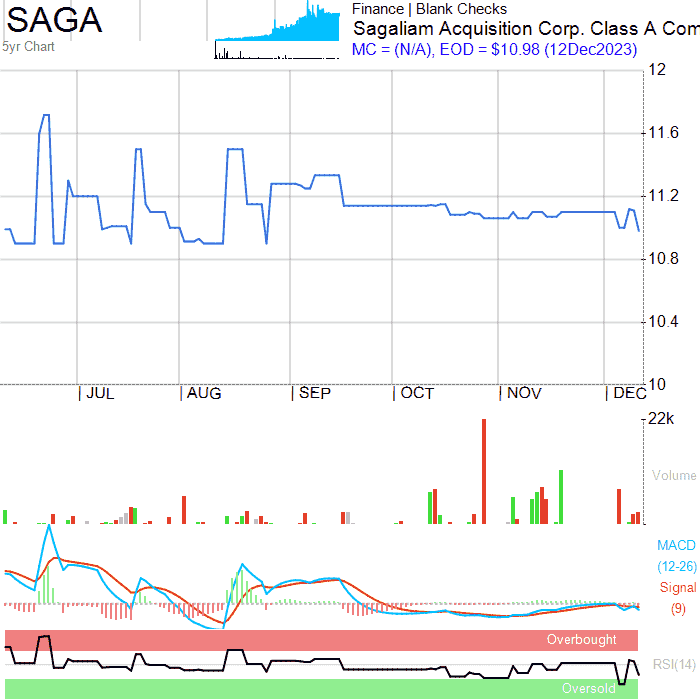 SAGA
5yr Chart
Finance | Blank Checks
Sagaliam Acquisition Corp. Class A Com
MC = (N/A), EOD = $10.98 (12Dec2023)
12
11.6
11.2
10.8
10.4
10
| JUL | AUG | SEP | OCT | NOV | DEC
22k
Volume
MACD
(12-26)
Signal
(9)
Overbought
RSI(14)
Oversold